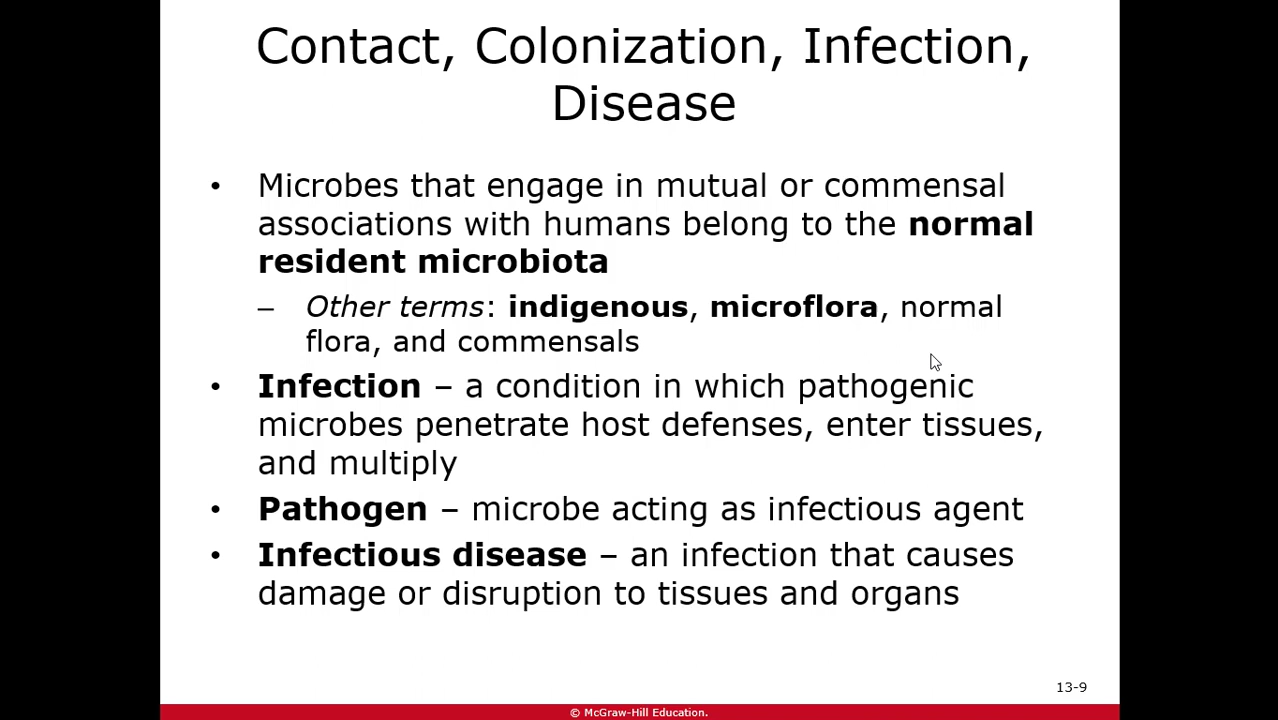 Contact, Colonization, Infection,
Disease
• Microbes that engage in mutual or commensal
associations with humans belong to the normal
resident microbiota
– Other terms: indigenous, microflora, normal
flora, and commensals
• Infection – a condition in which pathogenic
microbes penetrate host defenses, enter tissues,
and multiply
• Pathogen – microbe acting as infectious agent
• Infectious disease – an infection that causes
damage or disruption to tissues and organs
13-9
© McGraw-Hill Education.